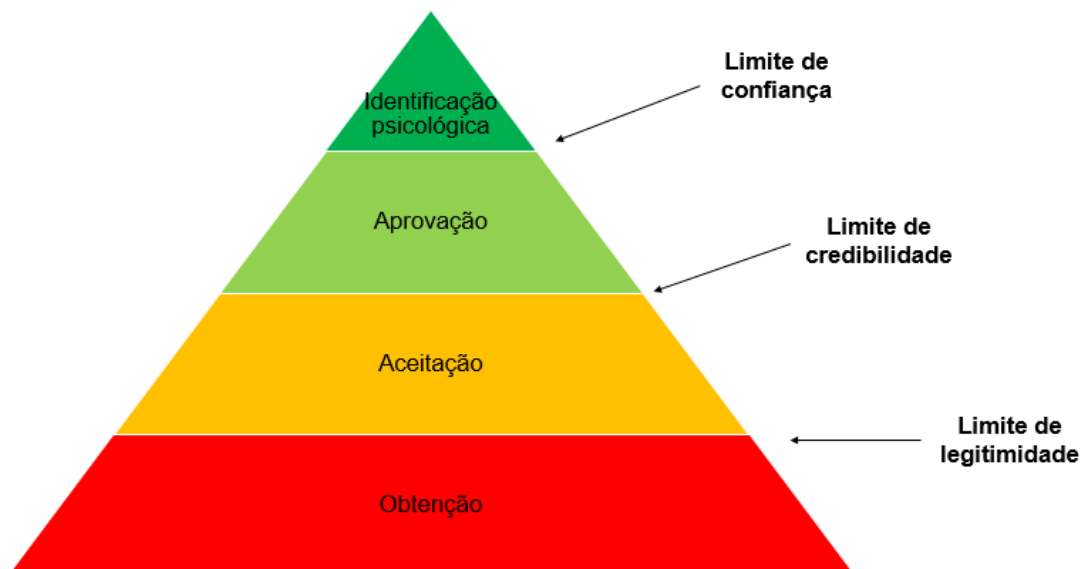 Limite de
confiança
Identificação
psicológica
Aprovação
Limite de
credibilidade
Aceitação
Limite de
legitimidade
Obtenção